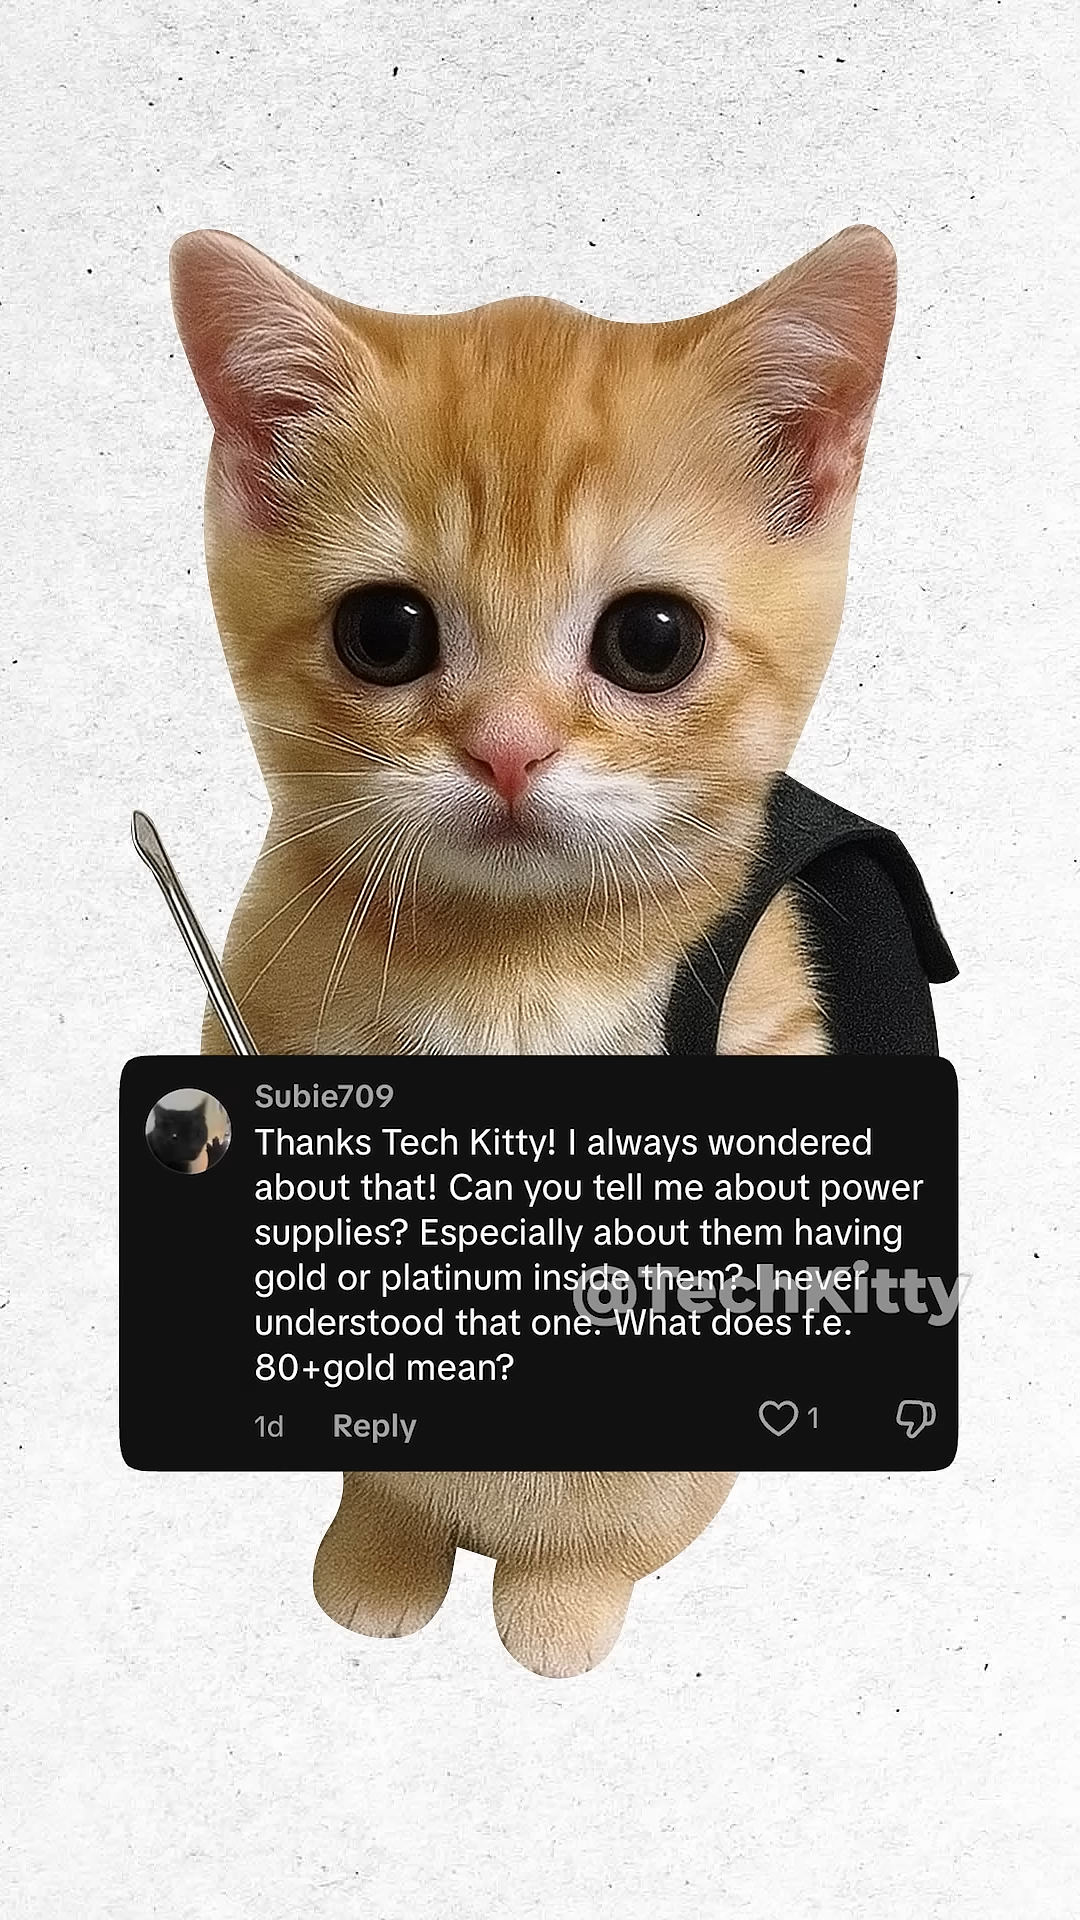 Subie709
Thanks Tech Kitty! I always wondered
about that! Can you tell me about power
supplies? Especially about them having
gold or platinum inside them? I never
understood that one. What does f.e.
80+gold mean?
@TechKitty
1d Reply 1